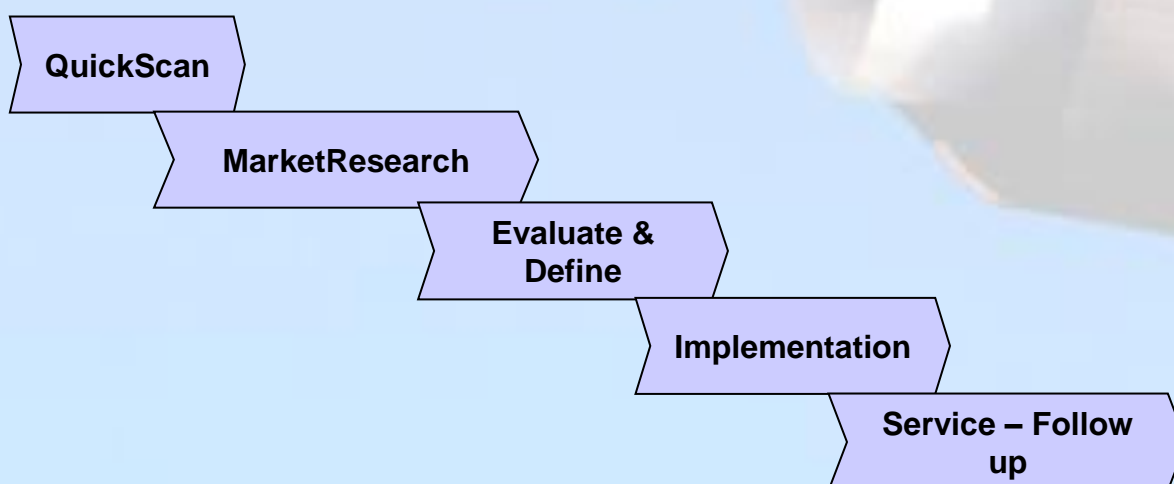 QuickScan
MarketResearch
Evaluate &
Define
Implementation
Service – Follow
up